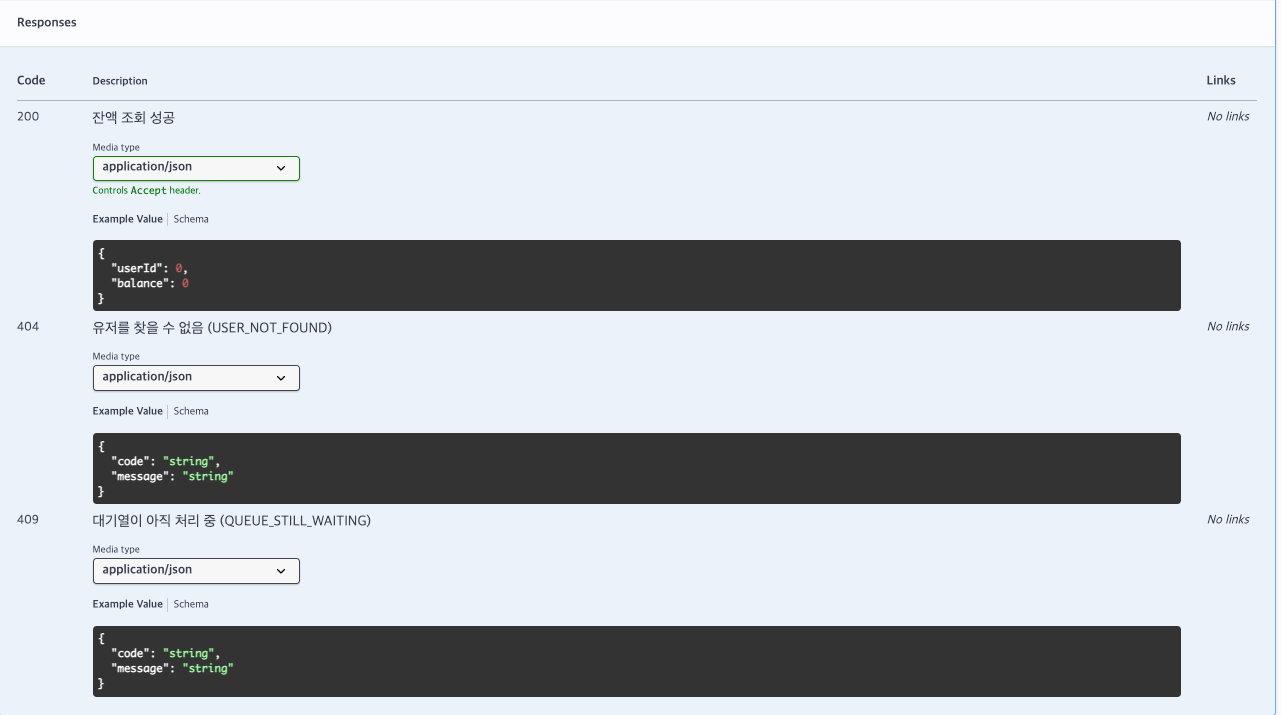 Responses
Code Description Links
200 잔액 조회 성공 No links
Media type
application/json
Controls Accept header.
Example Value Schema
{
"userId": 0,
"balance": 0
}
404 유저를 찾을 수 없음 (USER_NOT_FOUND) No links
Media type
application/json
Example Value Schema
{
"code": "string",
"message": "string"
}
409 대기열이 아직 처리 중 (QUEUE_STILL_WAITING) No links
Media type
application/json
Example Value Schema
{
"code": "string",
"message": "string"
}